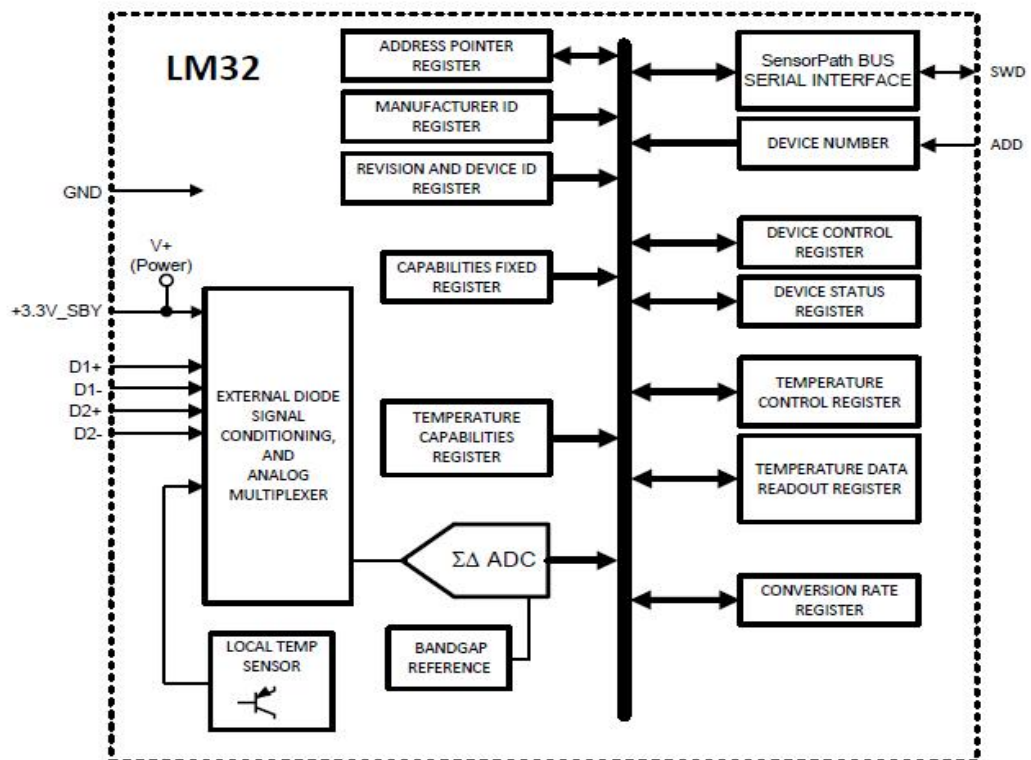 LM32
ADDRESS POINTER
REGISTER
MANUFACTURER ID
REGISTER
REVISION AND DEVICE ID
REGISTER
SensorPath BUS
SERIAL INTERFACE
SWD
DEVICE NUMBER
ADD
GND
V+
(Power)
+3.3V_SBY
D1+
D1-
D2+
D2-
EXTERNAL DIODE
SIGNAL
CONDITIONING,
AND
ANALOG
MULTIPLEXER
CAPABILITIES FIXED
REGISTER
DEVICE CONTROL
REGISTER
DEVICE STATUS
REGISTER
TEMPERATURE
CAPABILITIES
REGISTER
TEMPERATURE
CONTROL REGISTER
TEMPERATURE DATA
READOUT REGISTER
ΣΔ ADC
CONVERSION RATE
REGISTER
LOCAL TEMP
SENSOR
BANDGAP
REFERENCE